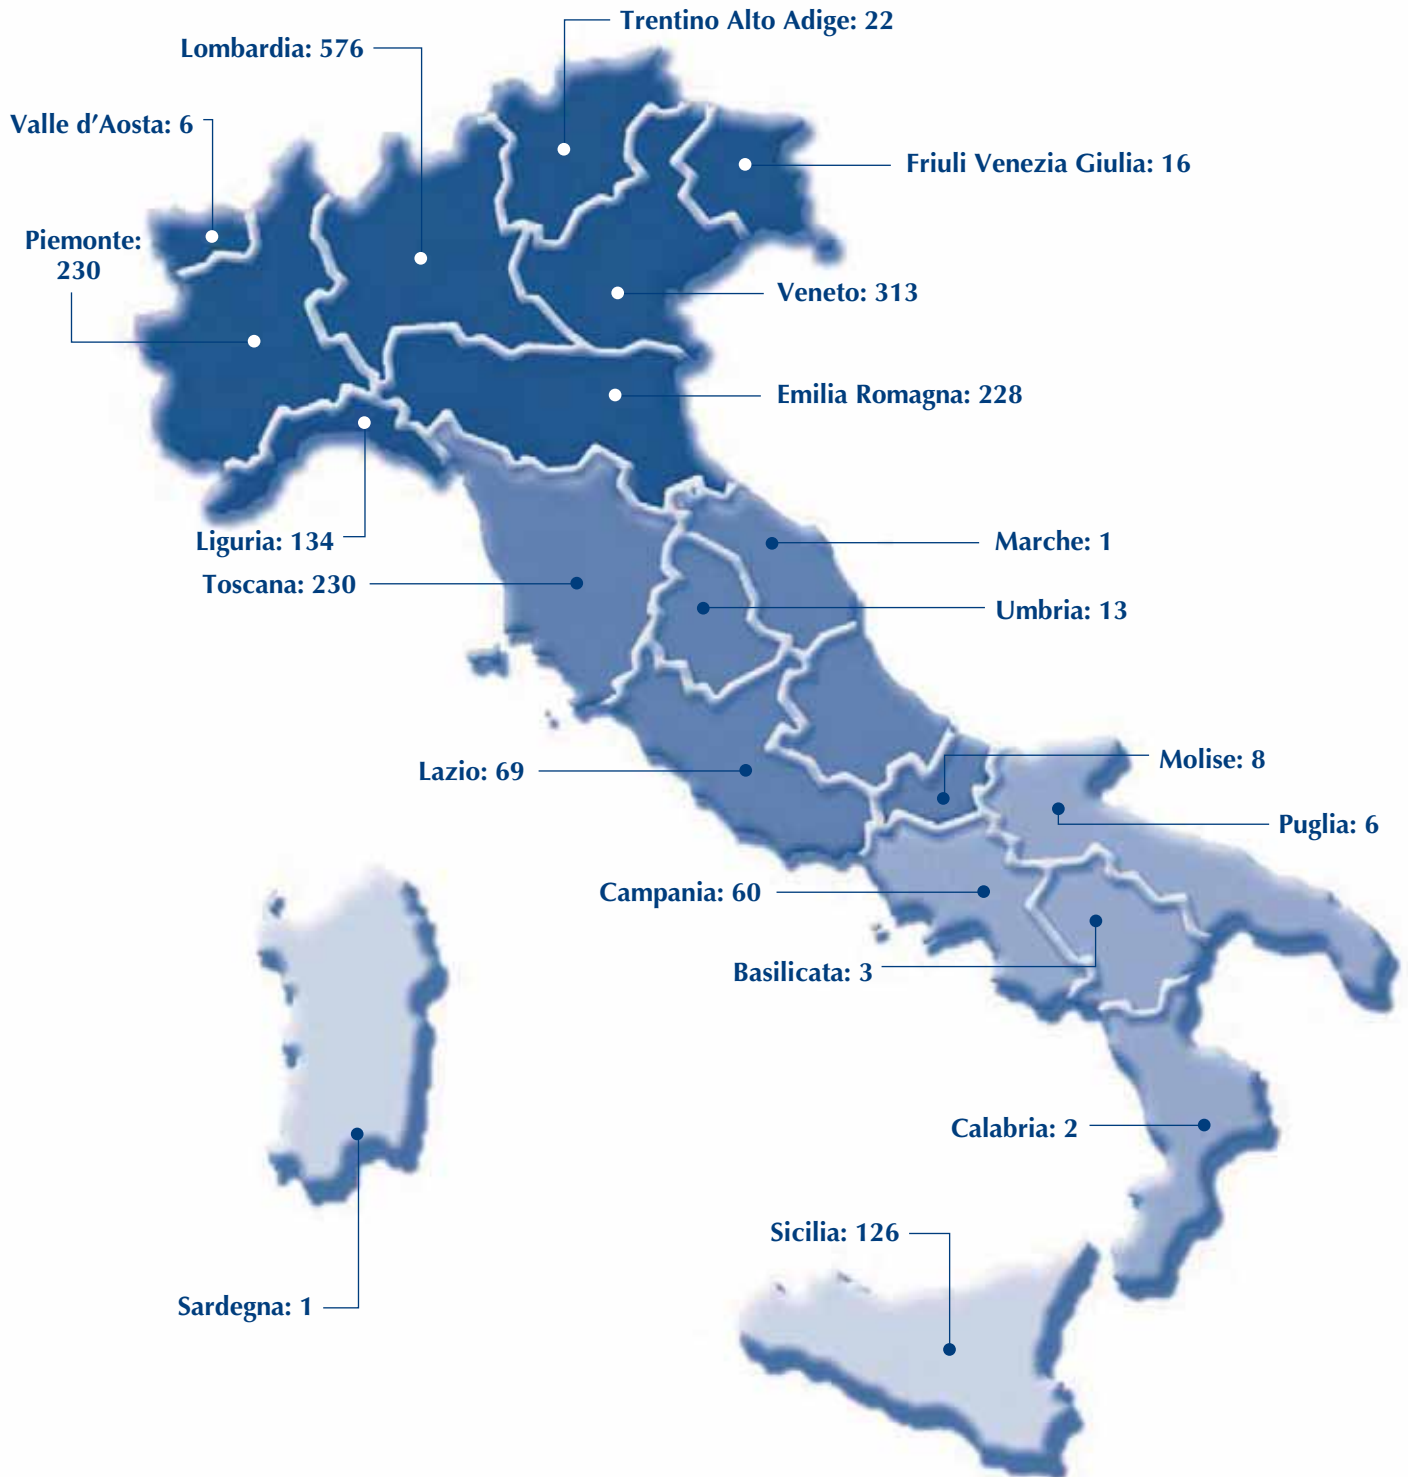 Trentino Alto Adige: 22
Lombardia: 576
Valle d’Aosta: 6
Friuli Venezia Giulia: 16
Piemonte:
230
Veneto: 313
Emilia Romagna: 228
Liguria: 134
Marche: 1
Toscana: 230
Umbria: 13
Molise: 8
Lazio: 69
Puglia: 6
Campania: 60
Basilicata: 3
Calabria: 2
Sicilia: 126
Sardegna: 1